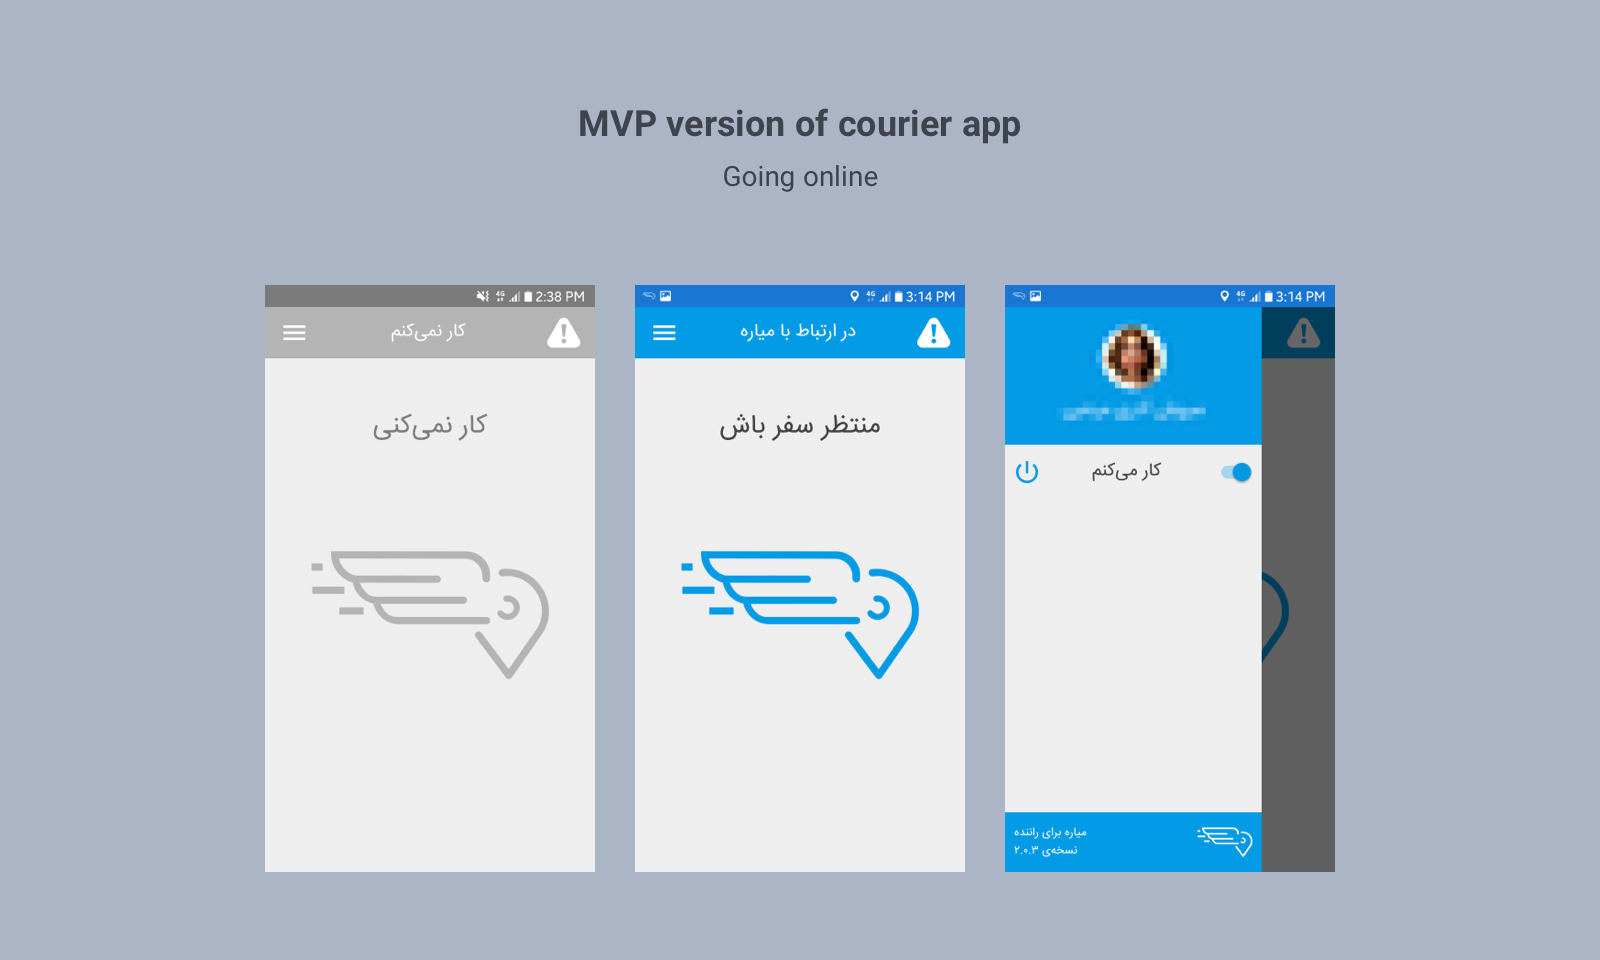 MVP version of courier app
Going online
4G 2:38 PM
کار نمی‌کنم
کار نمی‌کنی
4G 3:14 PM
در ارتباط با میاره
منتظر سفر باش
4G 3:14 PM
کار می‌کنم
میاره برای راننده
نسخه‌ی ۲.۰.۳